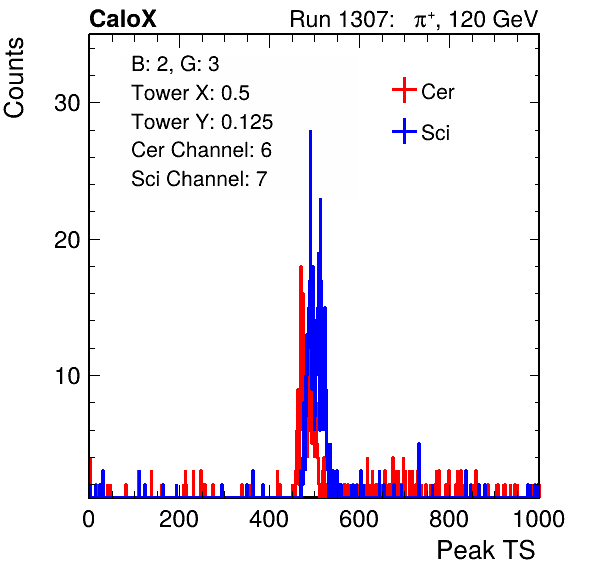 CaloX Run 1307: π⁺, 120 GeV
Counts
B: 2, G: 3
Tower X: 0.5
Tower Y: 0.125
Cer Channel: 6
Sci Channel: 7
Cer
Sci
30
20
10
0 200 400 600 800 1000
Peak TS